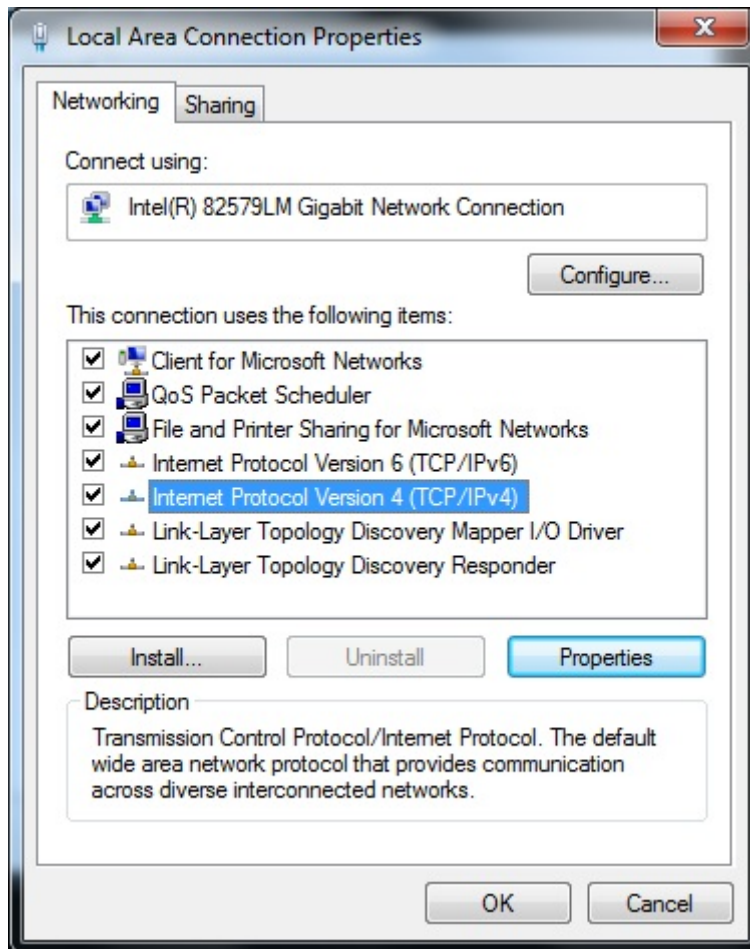 Local Area Connection Properties
Networking
Sharing
Connect using:
Intel(R) 82579LM Gigabit Network Connection
Configure...
This connection uses the following items:
Client for Microsoft Networks
QoS Packet Scheduler
File and Printer Sharing for Microsoft Networks
Internet Protocol Version 6 (TCP/IPv6)
Internet Protocol Version 4 (TCP/IPv4)
Link-Layer Topology Discovery Mapper I/O Driver
Link-Layer Topology Discovery Responder
Install...
Uninstall
Properties
Description
Transmission Control Protocol/Internet Protocol. The default
wide area network protocol that provides communication
across diverse interconnected networks.
OK
Cancel